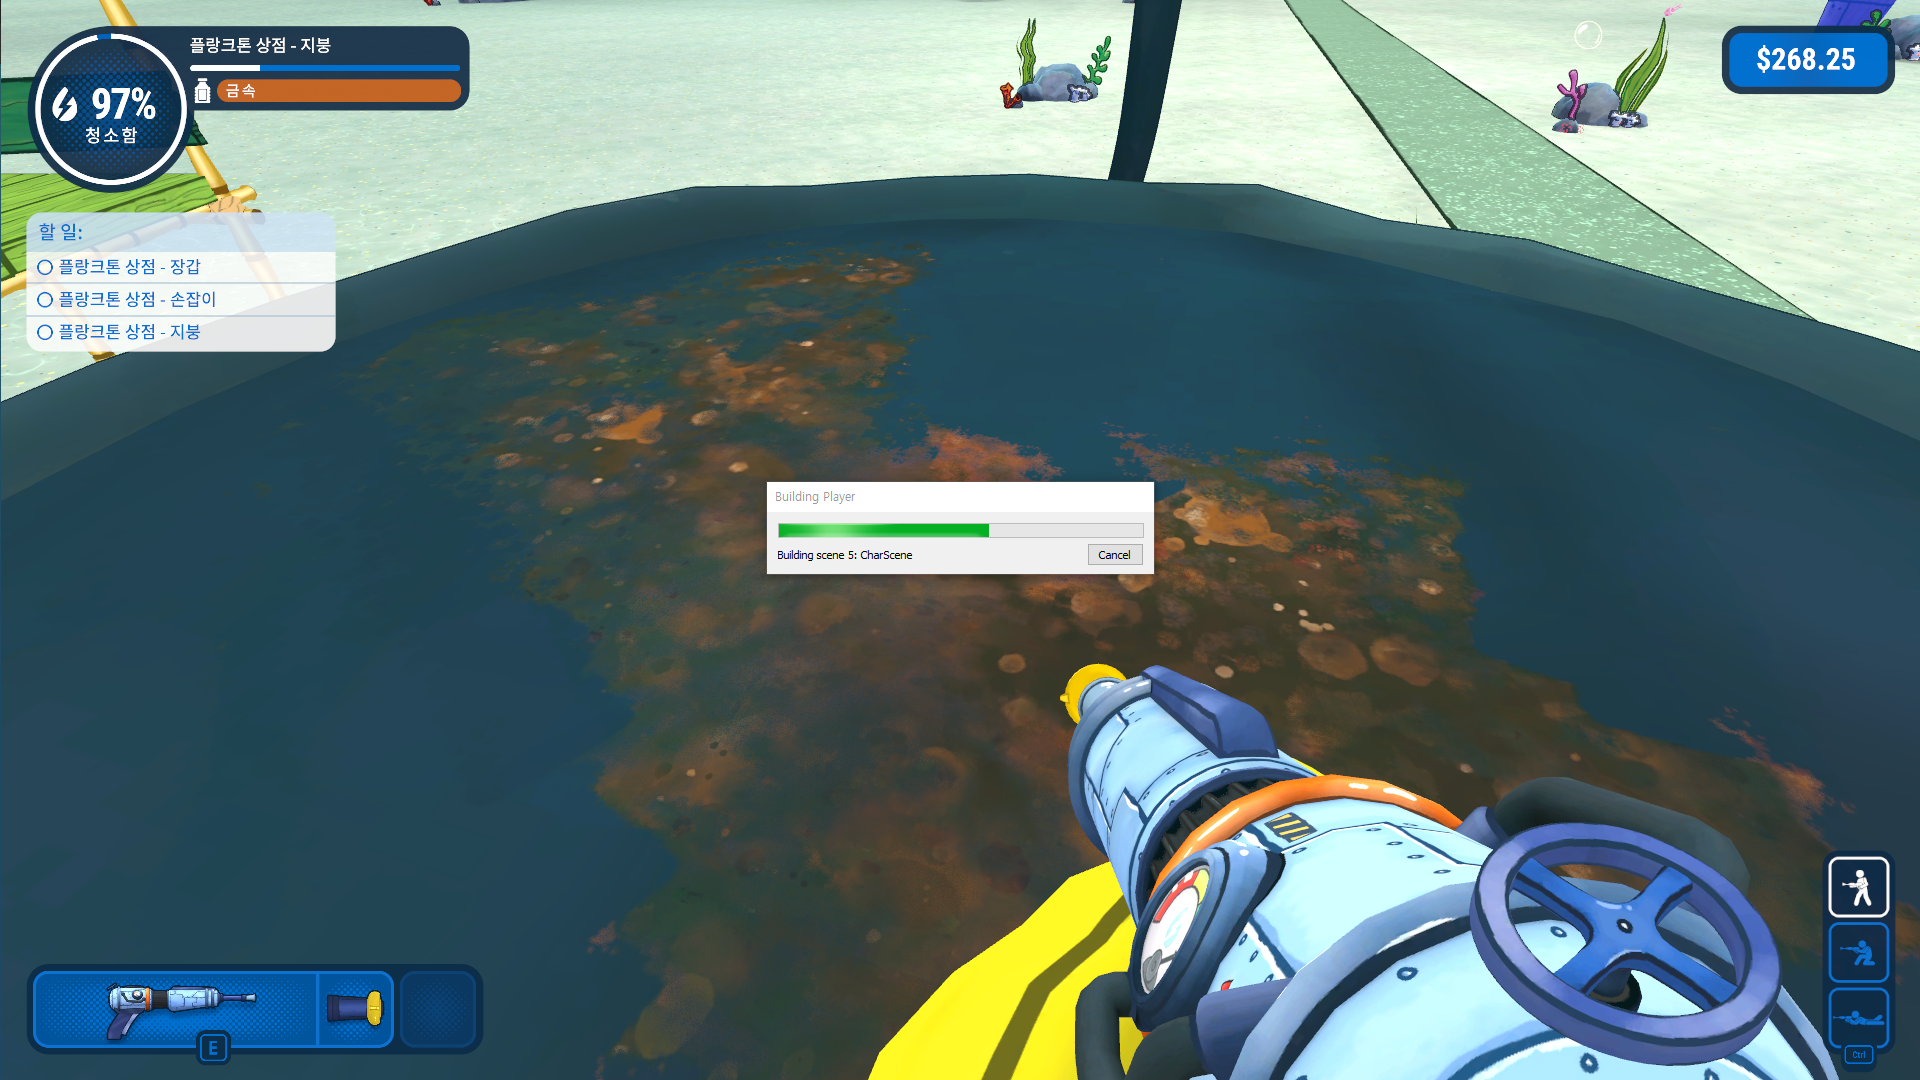 플랑크톤 상점 - 지붕
97%
청소함
금속
$268.25
할 일:
플랑크톤 상점 - 장갑
플랑크톤 상점 - 손잡이
플랑크톤 상점 - 지붕
Building Player
Building scene 5: CharScene
Cancel
E
Ctrl